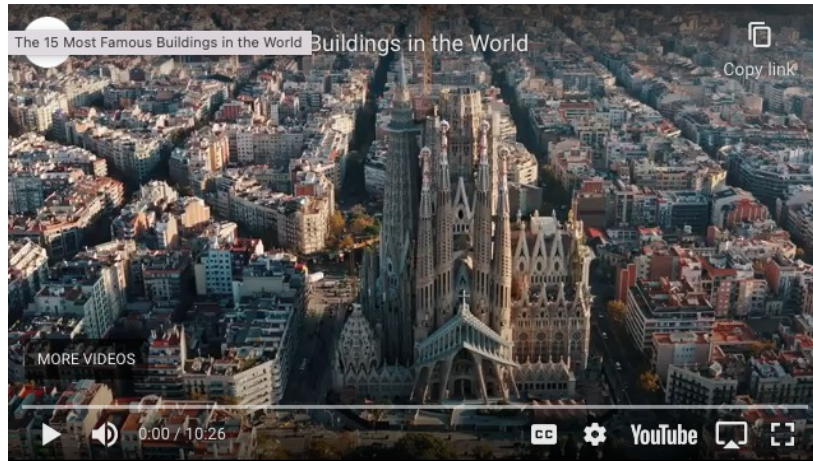 The 15 Most Famous Buildings in the World
Buildings in the World
Copy link
MORE VIDEOS
0:00 / 10:26
CC
YouTube